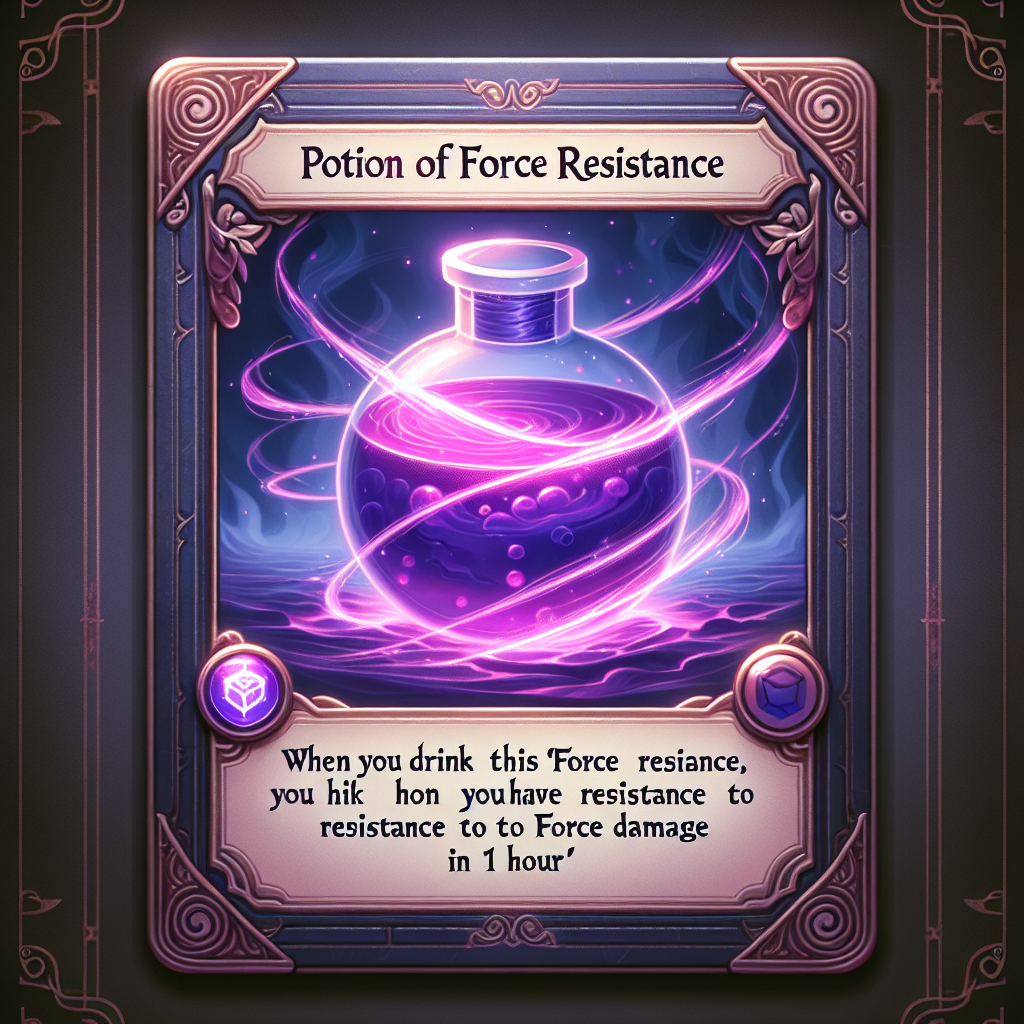 Potion of Force Resistance
When you drink this 'Force resiance,
you hik hon youhave resistance to
resistance to to Force damage
in 1 hour'